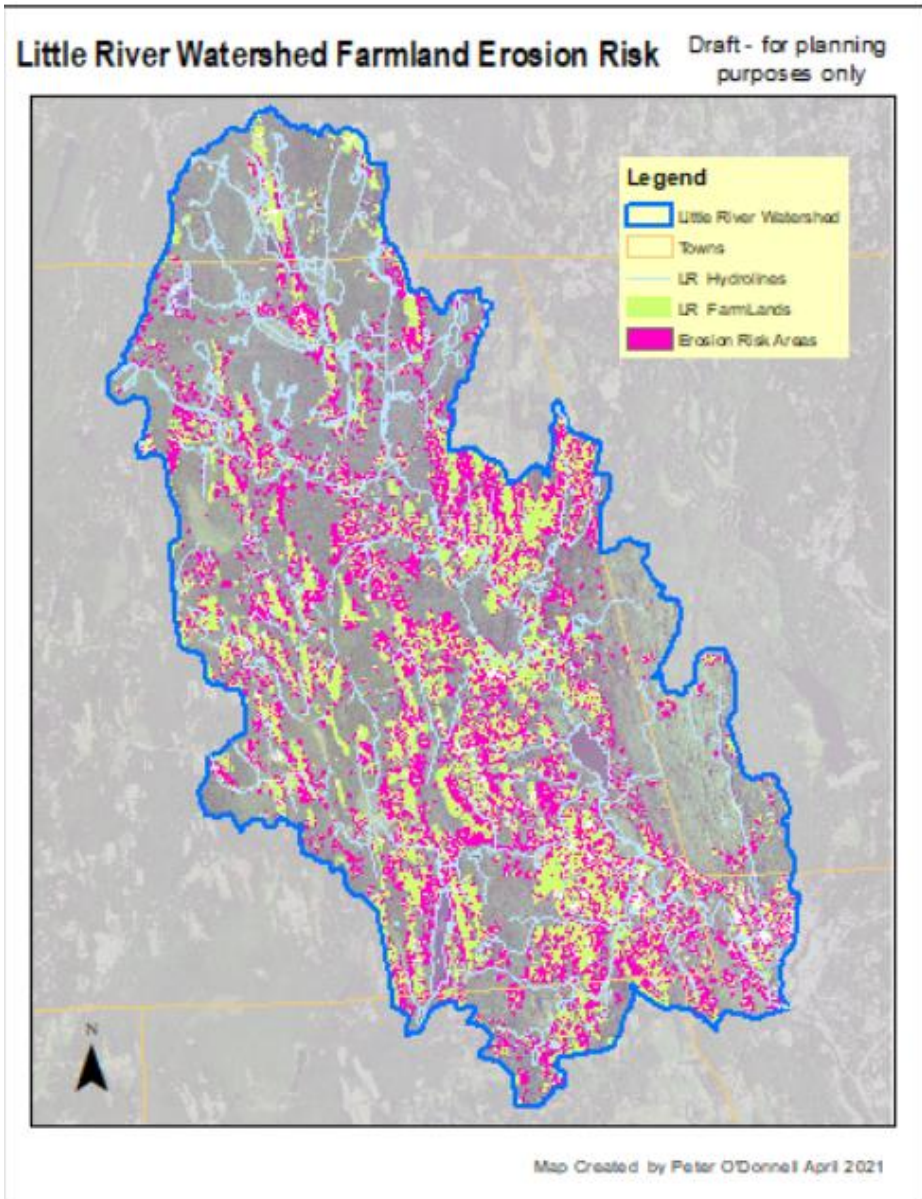 Little River Watershed Farmland Erosion Risk
Draft - for planning
purposes only
Legend
Little River Watershed
Towns
LR Hydrolines
LR FarmLands
Erosion Risk Areas
N
Map Created by Peter O'Donnell April 2021